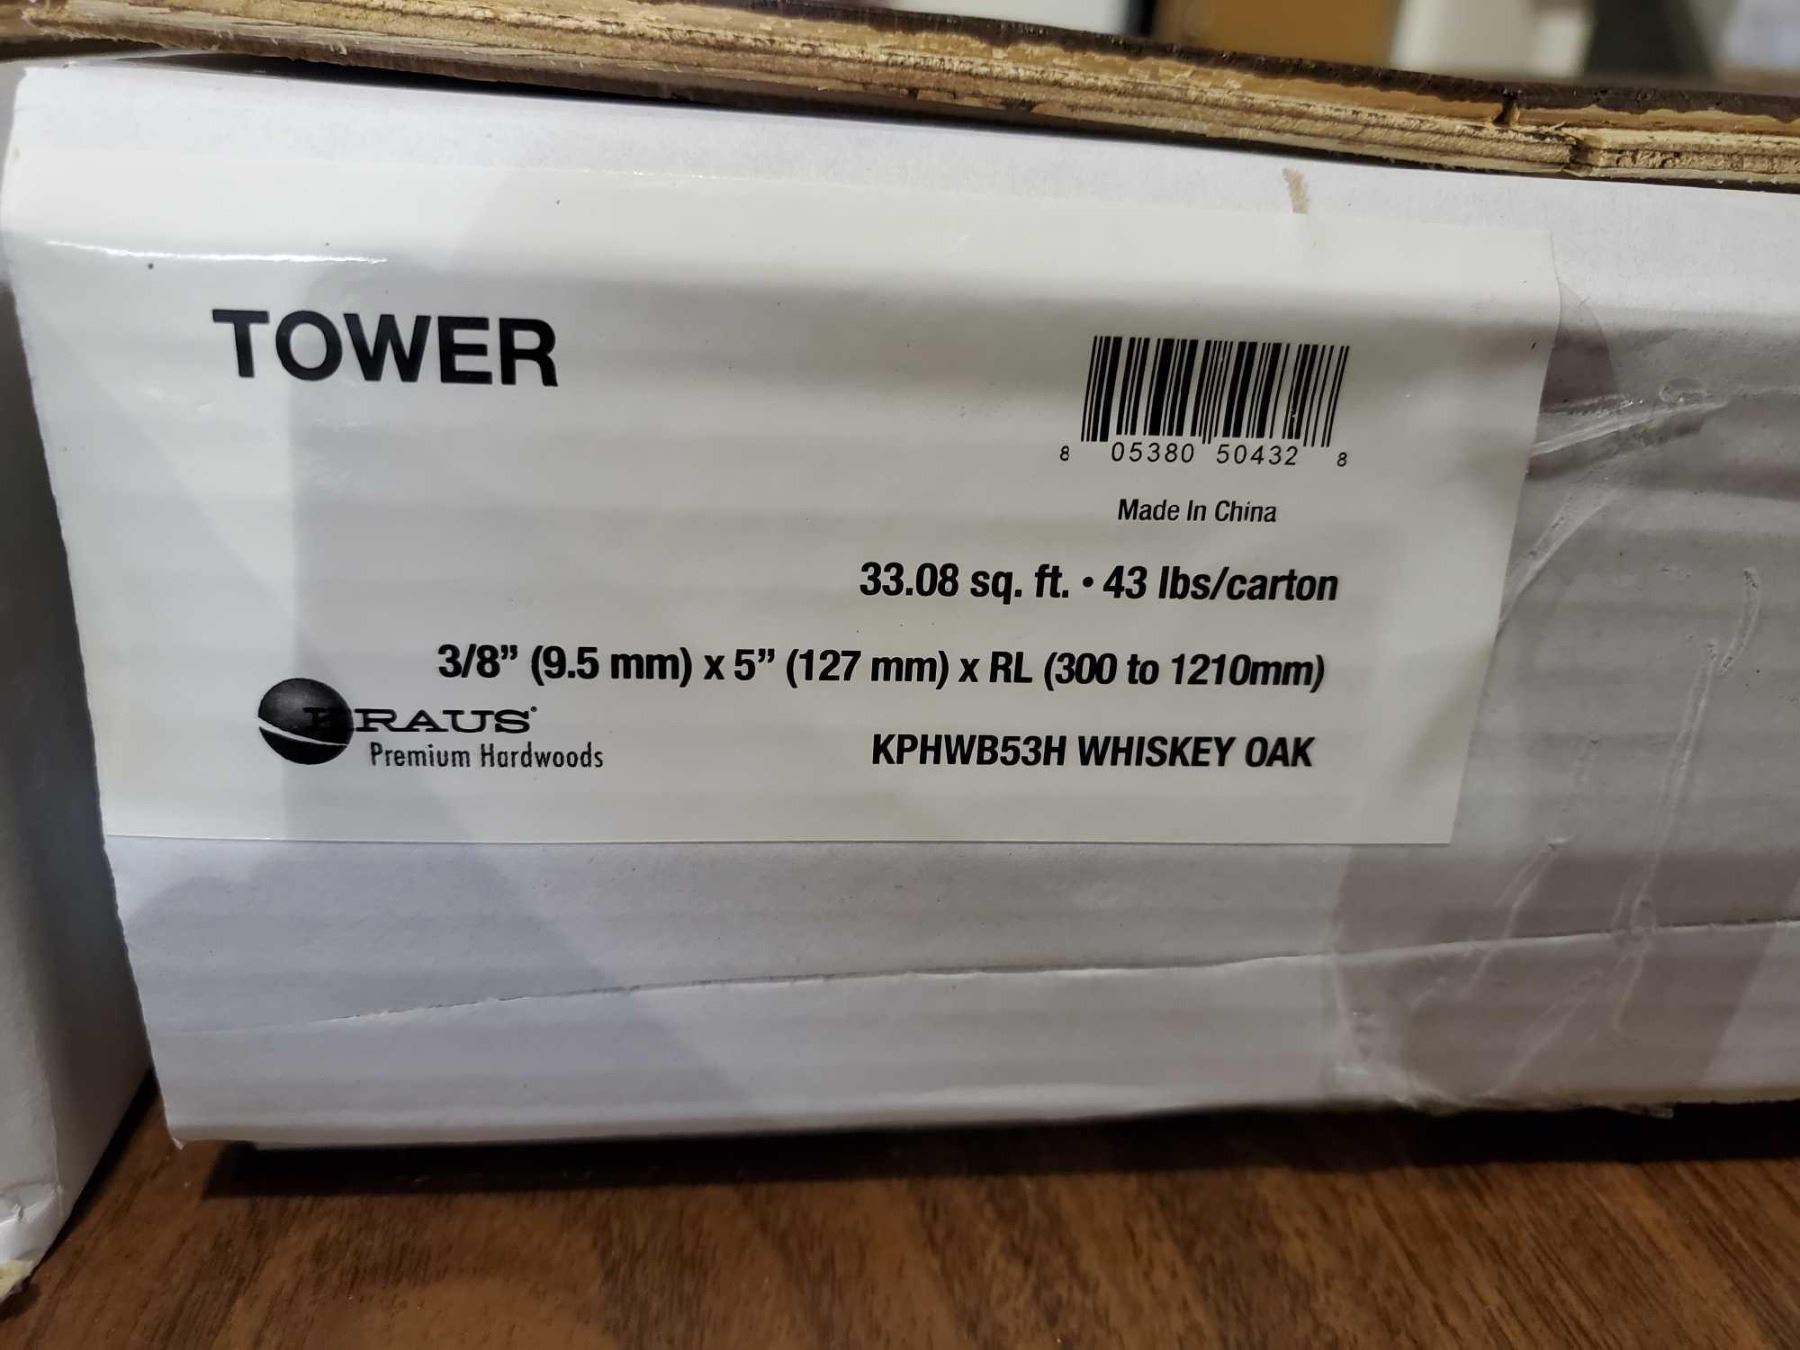 TOWER
8 05380 50432 8
Made In China
33.08 sq. ft. • 43 lbs/carton
3/8” (9.5 mm) x 5” (127 mm) x RL (300 to 1210mm)
KRAUS®
Premium Hardwoods
KPHWB53H WHISKEY OAK